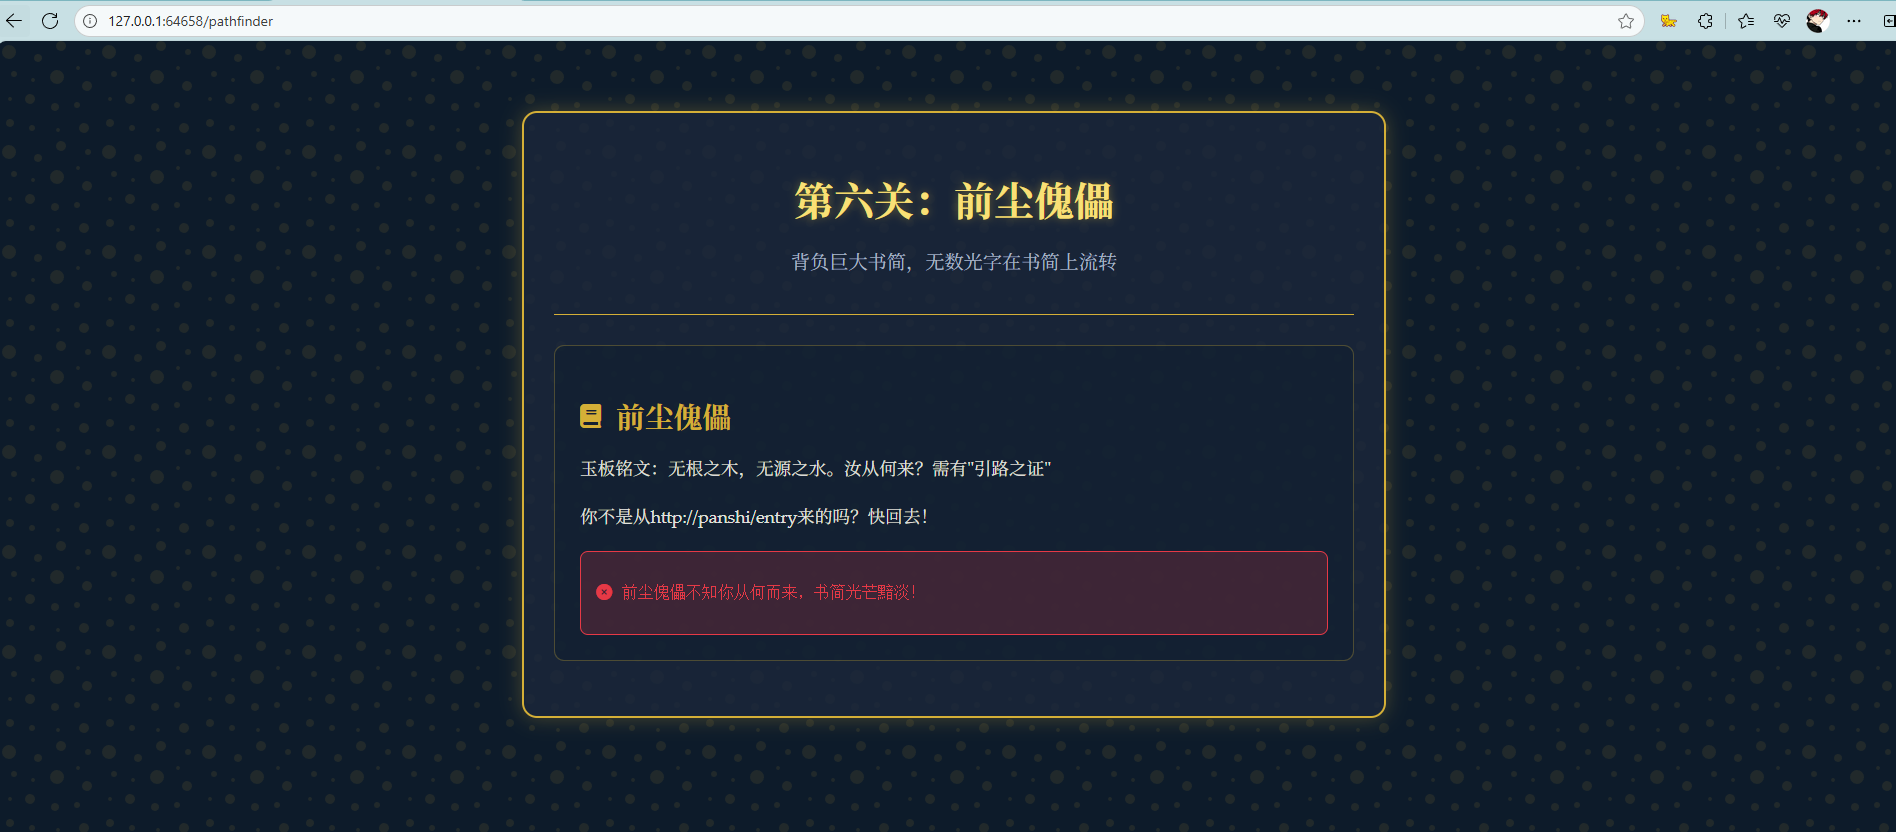 127.0.0.1:64658/pathfinder
第六关：前尘傀儡
背负巨大书简，无数光字在书简上流转
前尘傀儡
玉板铭文：无根之木，无源之水。汝从何来？需有"引路之证"
你不是从http://panshi/entry来的吗？快回去！
前尘傀儡不知你从何而来，书简光芒黯淡！